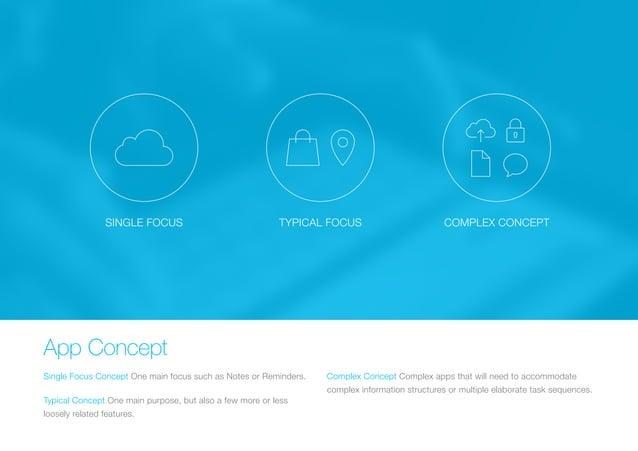 SINGLE FOCUS
TYPICAL FOCUS
COMPLEX CONCEPT
App Concept
Single Focus Concept One main focus such as Notes or Reminders.
Typical Concept One main purpose, but also a few more or less
loosely related features.
Complex Concept Complex apps that will need to accommodate
complex information structures or multiple elaborate task sequences.